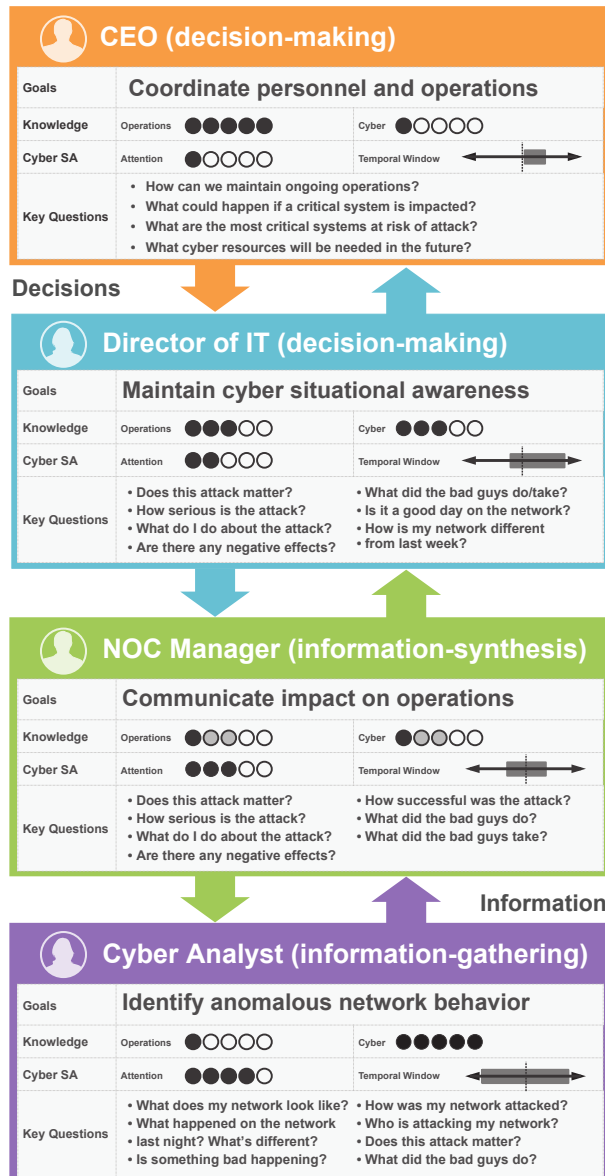 CEO (decision-making)
Goals
Coordinate personnel and operations
Knowledge
Operations
Cyber
Cyber SA
Attention
Temporal Window
Key Questions
• How can we maintain ongoing operations?
• What could happen if a critical system is impacted?
• What are the most critical systems at risk of attack?
• What cyber resources will be needed in the future?
Decisions
Director of IT (decision-making)
Goals
Maintain cyber situational awareness
Knowledge
Operations
Cyber
Cyber SA
Attention
Temporal Window
Key Questions
• Does this attack matter?
• How serious is the attack?
• What do I do about the attack?
• Are there any negative effects?
• What did the bad guys do/take?
• Is it a good day on the network?
• How is my network different
• from last week?
NOC Manager (information-synthesis)
Goals
Communicate impact on operations
Knowledge
Operations
Cyber
Cyber SA
Attention
Temporal Window
Key Questions
• Does this attack matter?
• How serious is the attack?
• What do I do about the attack?
• Are there any negative effects?
• How successful was the attack?
• What did the bad guys do?
• What did the bad guys take?
Information
Cyber Analyst (information-gathering)
Goals
Identify anomalous network behavior
Knowledge
Operations
Cyber
Cyber SA
Attention
Temporal Window
Key Questions
• What does my network look like?
• What happened on the network
• last night? What's different?
• Is something bad happening?
• How was my network attacked?
• Who is attacking my network?
• Does this attack matter?
• What did the bad guys do?